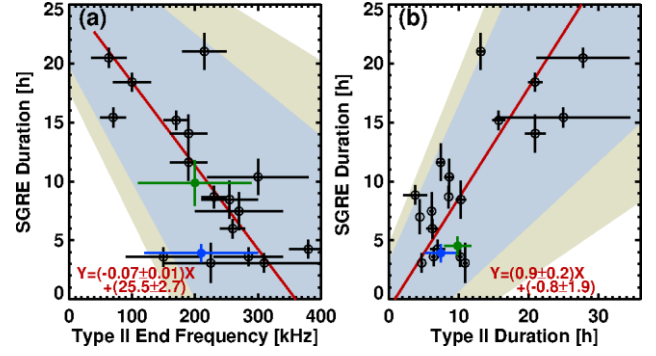 (a)
(b)
SGRE Duration [h]
25
20
15
10
5
0
Y=(-0.07±0.01)X
+(25.5±2.7)
0 100 200 300 400
Type II End Frequency [kHz]
SGRE Duration [h]
25
20
15
10
5
0
Y=(0.9±0.2)X
+(-0.8±1.9)
0 10 20 30
Type II Duration [h]